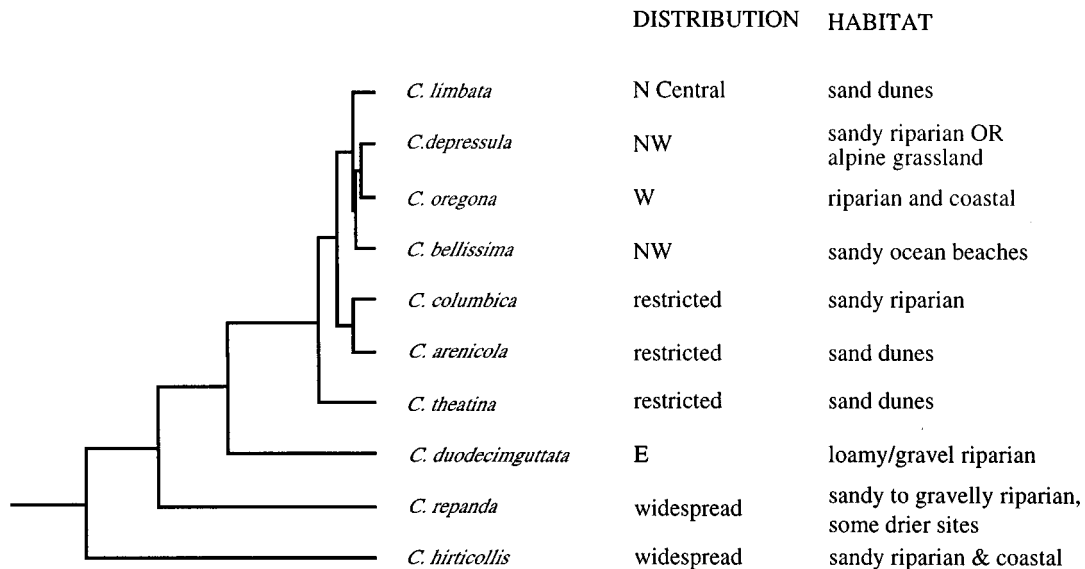 DISTRIBUTION HABITAT
C. limbata N Central sand dunes
C.depressula NW sandy riparian OR
alpine grassland
C. oregona W riparian and coastal
C. bellissima NW sandy ocean beaches
C. columbica restricted sandy riparian
C. arenicola restricted sand dunes
C. theatina restricted sand dunes
C. duodecimguttata E loamy/gravel riparian
C. repanda widespread sandy to gravelly riparian,
some drier sites
C. hirticollis widespread sandy riparian & coastal